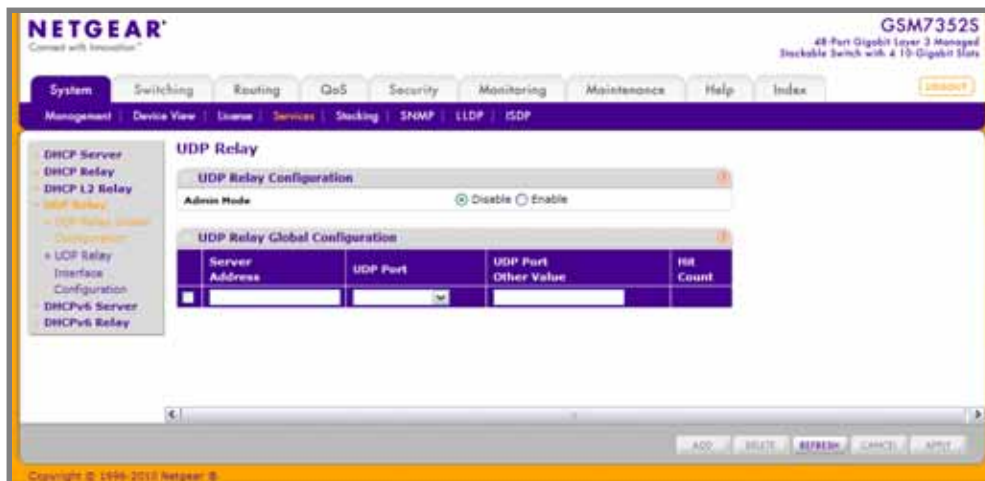 NETGEAR®
Connect with Innovation™
GSM7352S
48-Port Gigabit Layer 3 Managed
Stackable Switch with 4 10-Gigabit Slots
System Switching Routing QoS Security Monitoring Maintenance Help Index LOGOUT
Management Device View License Services Stacking SNMP LLDP ISDP
DHCP Server
DHCP Relay
DHCP L2 Relay
UDP Relay
» UDP Relay Global
Configuration
» UDP Relay
Interface
Configuration
DHCPv6 Server
DHCPv6 Relay
UDP Relay
UDP Relay Configuration
Admin Mode Disable Enable
UDP Relay Global Configuration
Server
Address
UDP Port
UDP Port
Other Value
Hit
Count
ADD DELETE REFRESH CANCEL APPLY
Copyright © 1996-2010 Netgear ®